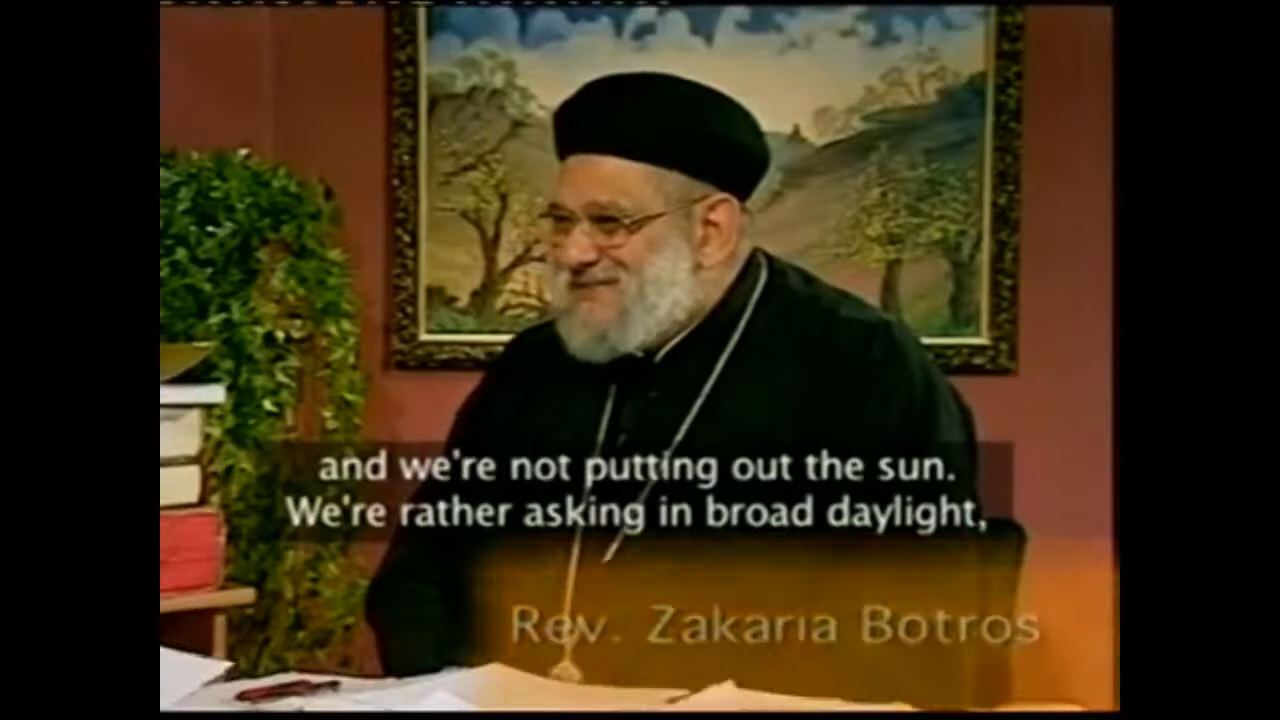 and we're not putting out the sun.
We're rather asking in broad daylight,
Rev. Zakaria Botros